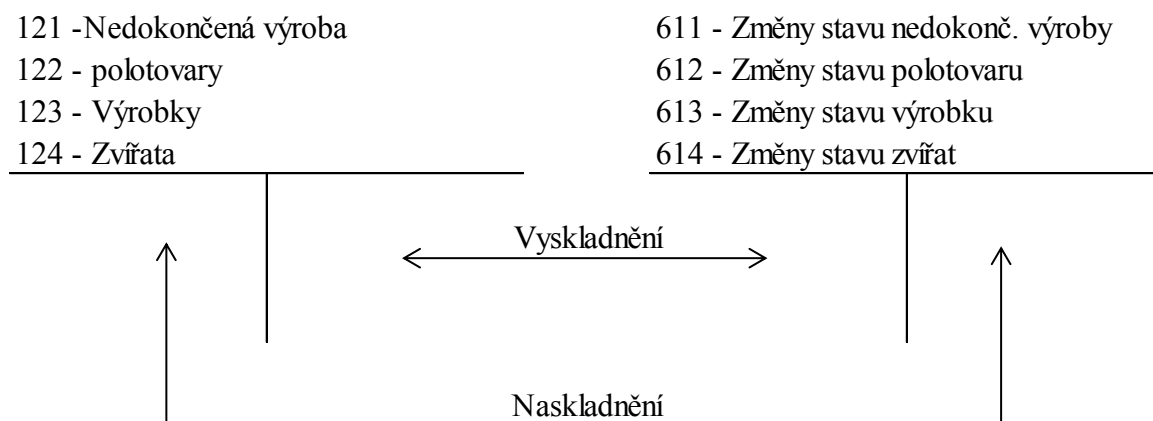 121 -Nedokončená výroba
122 - polotovary
123 - Výrobky
124 - Zvířata
611 - Změny stavu nedokonč. výroby
612 - Změny stavu polotovaru
613 - Změny stavu výrobku
614 - Změny stavu zvířat
Vyskladnění
Naskladnění